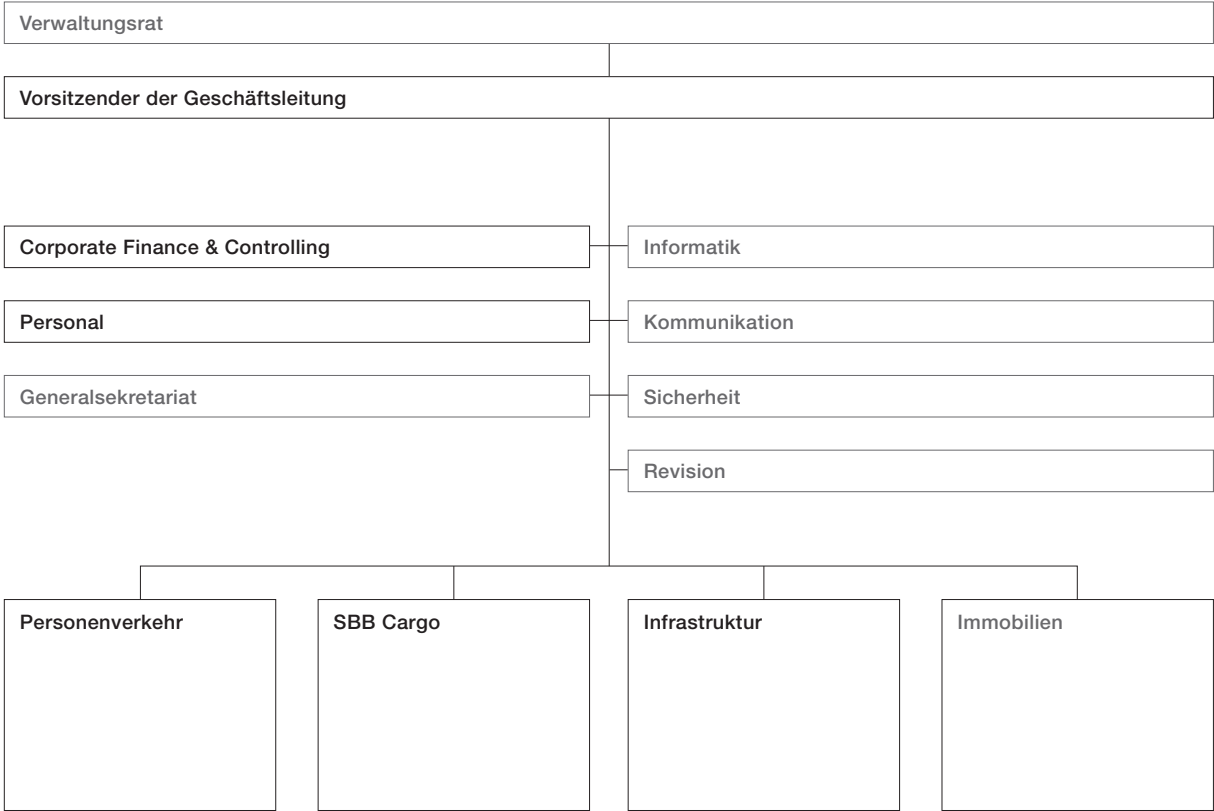 Verwaltungsrat
Vorsitzender der Geschäftsleitung
Corporate Finance & Controlling
Informatik
Personal
Kommunikation
Generalsekretariat
Sicherheit
Revision
Personenverkehr
SBB Cargo
Infrastruktur
Immobilien